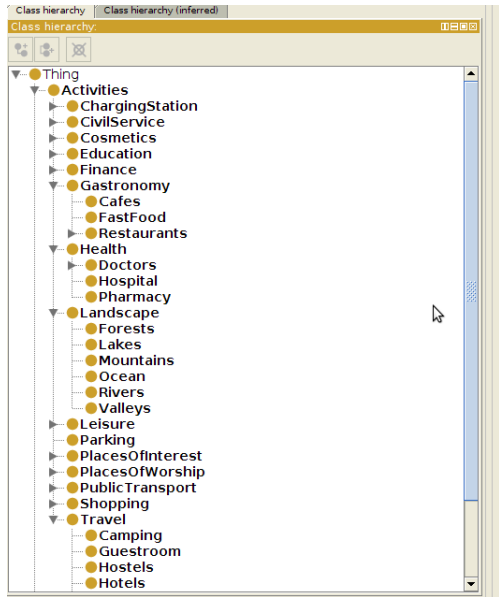 Class hierarchy Class hierarchy (inferred)
Class hierarchy:
Thing
Activities
ChargingStation
CivilService
Cosmetics
Education
Finance
Gastronomy
Cafes
FastFood
Restaurants
Health
Doctors
Hospital
Pharmacy
Landscape
Forests
Lakes
Mountains
Ocean
Rivers
Valleys
Leisure
Parking
PlacesOfInterest
PlacesOfWorship
PublicTransport
Shopping
Travel
Camping
Guestroom
Hostels
Hotels